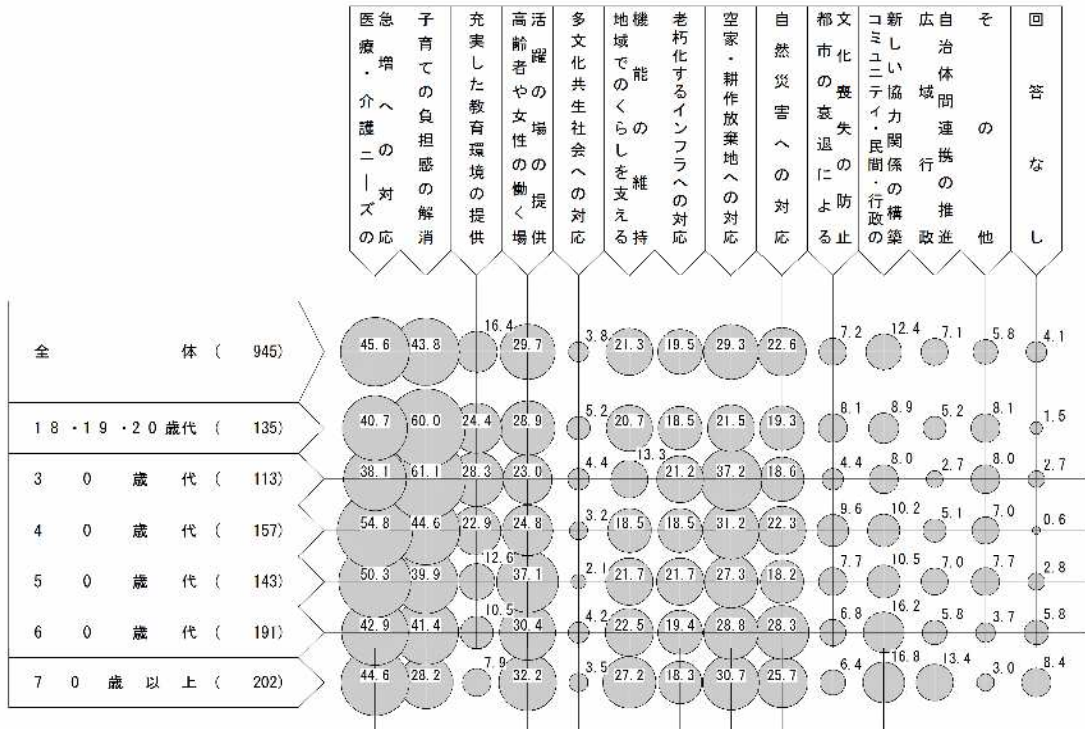 医療・介護ニーズの
急増への対応
子育ての負担感の解消
充実した教育環境の提供
高齢者や女性の働く場
活躍の場の提供
多文化共生社会への対応
地域でのくらしを支える
機能の維持
老朽化するインフラへの対応
空家・耕作放棄地への対応
自然災害への対応
都市の衰退による
文化喪失の防止
コミュニティ・民間・行政の
新しい協力関係の構築
広域行政
自治体間連携の推進
その他
回答なし
全体 ( 945) 45.6 43.8 16.4 29.7 3.8 21.3 19.5 29.3 22.6 7.2 12.4 7.1 5.8 4.1
18・19・20歳代 ( 135) 40.7 60.0 24.4 28.9 5.2 20.7 18.5 21.5 19.3 8.1 8.9 5.2 8.1 1.5
30歳代 ( 113) 38.1 61.1 28.3 23.0 4.4 13.3 21.2 37.2 18.6 4.4 8.0 2.7 8.0 2.7
40歳代 ( 157) 54.8 44.6 22.9 24.8 3.2 18.5 18.5 31.2 22.3 9.6 10.2 5.1 7.0 0.6
50歳代 ( 143) 50.3 39.9 12.6 37.1 2.1 21.7 21.7 27.3 18.2 7.7 10.5 7.0 7.7 2.8
60歳代 ( 191) 42.9 41.4 10.5 30.4 4.2 22.5 19.4 28.8 28.3 6.8 16.2 5.8 3.7 5.8
70歳以上 ( 202) 44.6 28.2 7.9 32.2 3.5 27.2 18.3 30.7 25.7 6.4 16.8 13.4 3.0 8.4